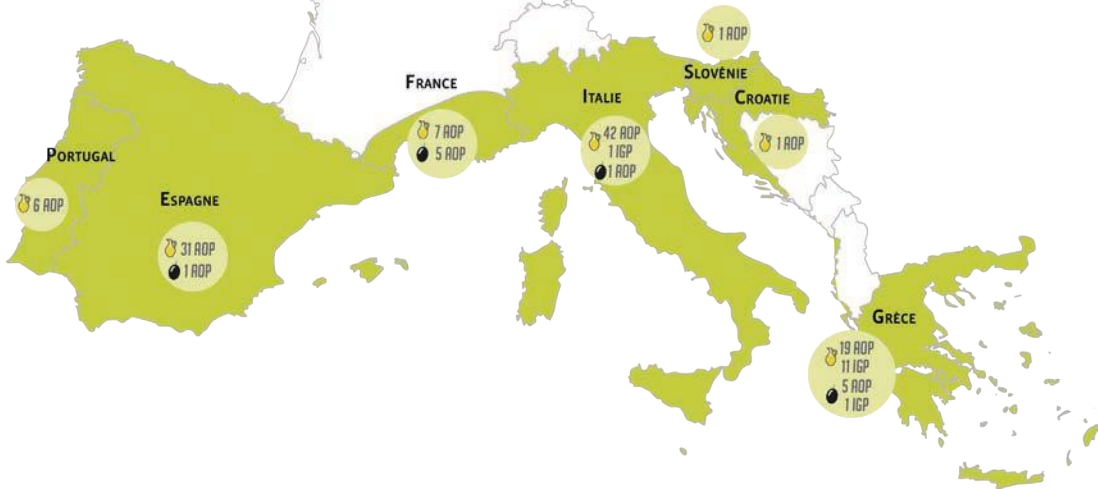 1 AOP
SLOVÉNIE
CROATIE
1 AOP
FRANCE
7 AOP
5 AOP
ITALIE
42 AOP
1 IGP
1 AOP
PORTUGAL
6 AOP
ESPAGNE
31 AOP
1 AOP
GRÈCE
19 AOP
11 IGP
5 AOP
1 IGP